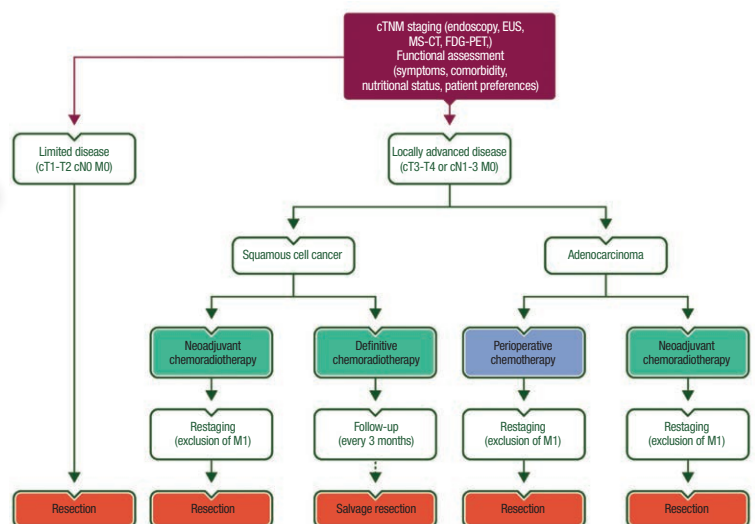 cTNM staging (endoscopy, EUS,
MS-CT, FDG-PET,)
Functional assessment
(symptoms, comorbidity,
nutritional status, patient preferences)
Limited disease
(cT1-T2 cN0 M0)
Locally advanced disease
(cT3-T4 or cN1-3 M0)
Squamous cell cancer
Adenocarcinoma
Neoadjuvant
chemoradiotherapy
Definitive
chemoradiotherapy
Perioperative
chemotherapy
Neoadjuvant
chemoradiotherapy
Restaging
(exclusion of M1)
Follow-up
(every 3 months)
Restaging
(exclusion of M1)
Restaging
(exclusion of M1)
Resection
Resection
Salvage resection
Resection
Resection